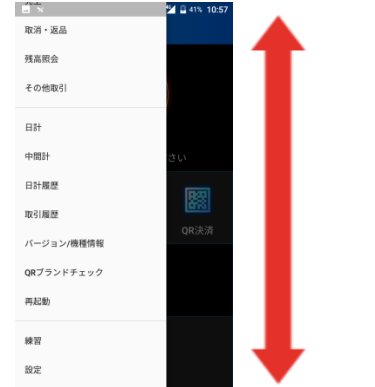 41% 10:57
取消・返品
残高照会
その他取引
日計
中間計
さい
日計履歴
取引履歴
QR決済
バージョン/機種情報
QRブランドチェック
再起動
練習
設定